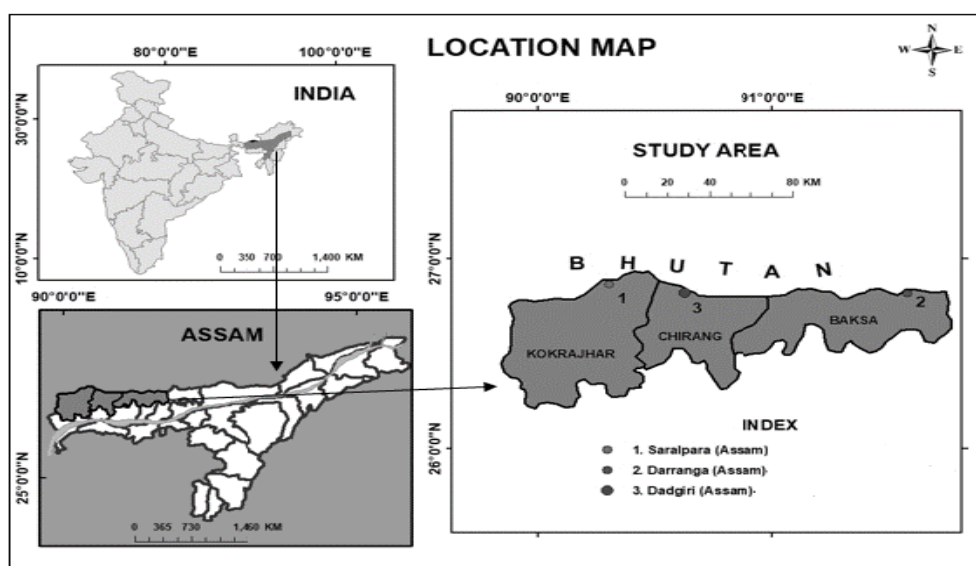 LOCATION MAP
N
W E
S
80°0'0"E 100°0'0"E
INDIA
30°0'0"N
10°0'0"N
0 350 700 1,400 KM
90°0'0"E 95°0'0"E
ASSAM
25°0'0"N
0 365 730 1,460 KM
90°0'0"E 91°0'0"E
STUDY AREA
0 20 40 80 KM
27°0'0"N
26°0'0"N
BHUTAN
1
3
2
KOKRAJHAR
CHIRANG
BAKSA
INDEX
1. Saralpara (Assam)
2. Darranga (Assam)
3. Dadgiri (Assam)